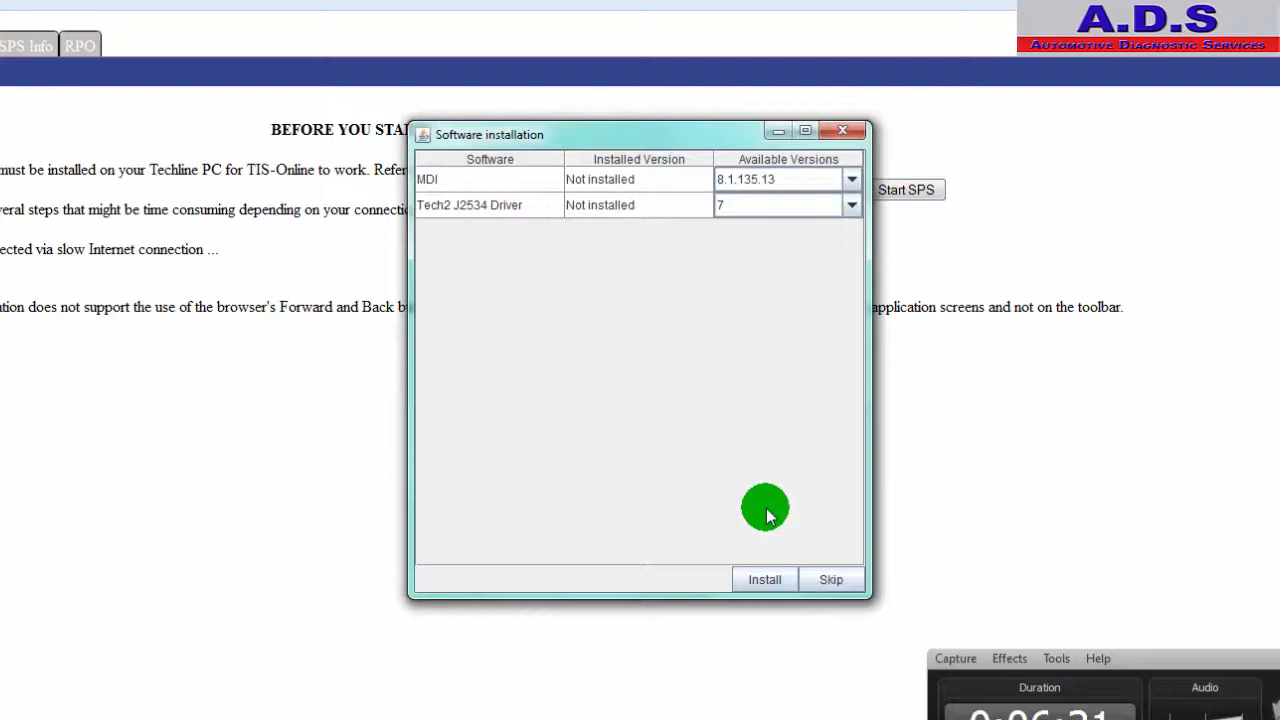 A.D.S
SPS Info RPO
Automotive Diagnostic Services
BEFORE YOU STA
Software installation
Software Installed Version Available Versions
must be installed on your Techline PC for TIS-Online to work. Refer
MDI Not installed 8.1.135.13
Start SPS
Tech2 J2534 Driver Not installed 7
veral steps that might be time consuming depending on your connectio
ected via slow Internet connection ...
ation does not support the use of the browser's Forward and Back b
application screens and not on the toolbar.
Install Skip
Capture Effects Tools Help
Duration Audio
0:06:21